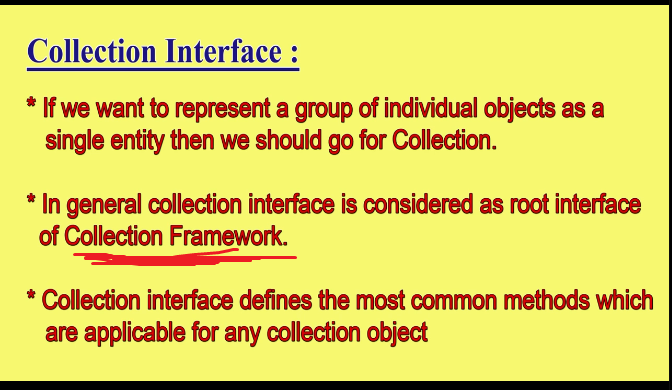 Collection Interface :
* If we want to represent a group of individual objects as a
single entity then we should go for Collection.
* In general collection interface is considered as root interface
of Collection Framework.
* Collection interface defines the most common methods which
are applicable for any collection object